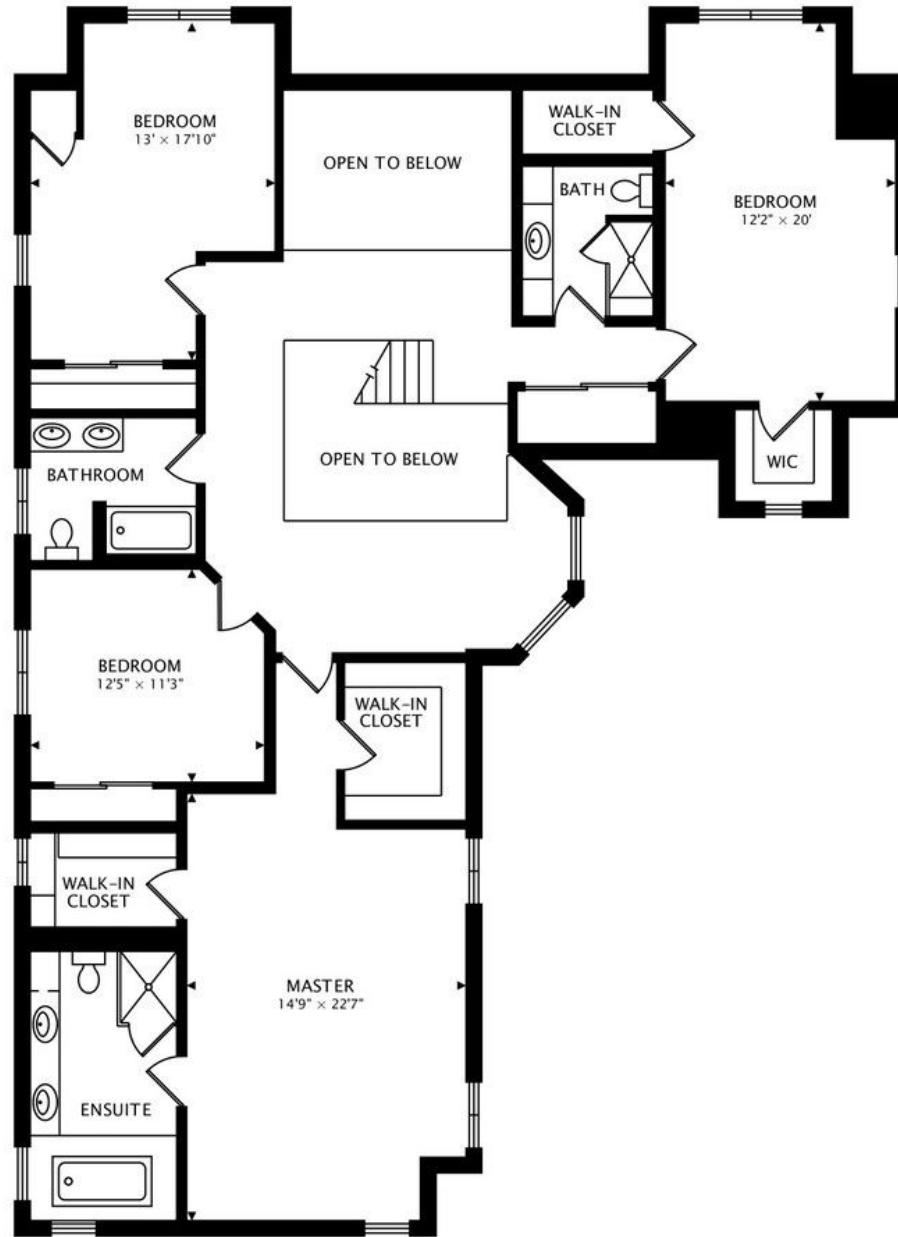 BEDROOM
13' × 17'10"
OPEN TO BELOW
WALK-IN
CLOSET
BATH
BEDROOM
12'2" × 20'
OPEN TO BELOW
WIC
BATHROOM
BEDROOM
12'5" × 11'3"
WALK-IN
CLOSET
WALK-IN
CLOSET
MASTER
14'9" × 22'7"
ENSUITE